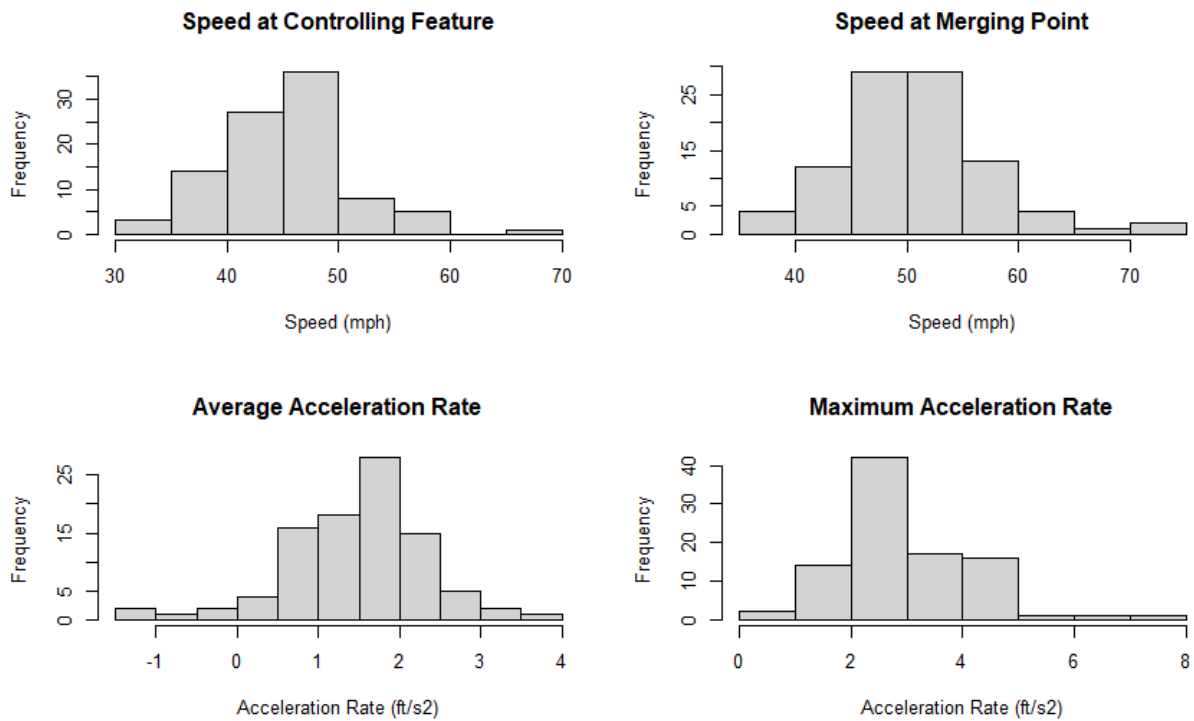 Speed at Controlling Feature
Frequency
0 10 20 30
30 40 50 60 70
Speed (mph)
Speed at Merging Point
Frequency
0 5 15 25
40 50 60 70
Speed (mph)
Average Acceleration Rate
Frequency
0 5 15 25
-1 0 1 2 3 4
Acceleration Rate (ft/s2)
Maximum Acceleration Rate
Frequency
0 10 20 30 40
0 2 4 6 8
Acceleration Rate (ft/s2)